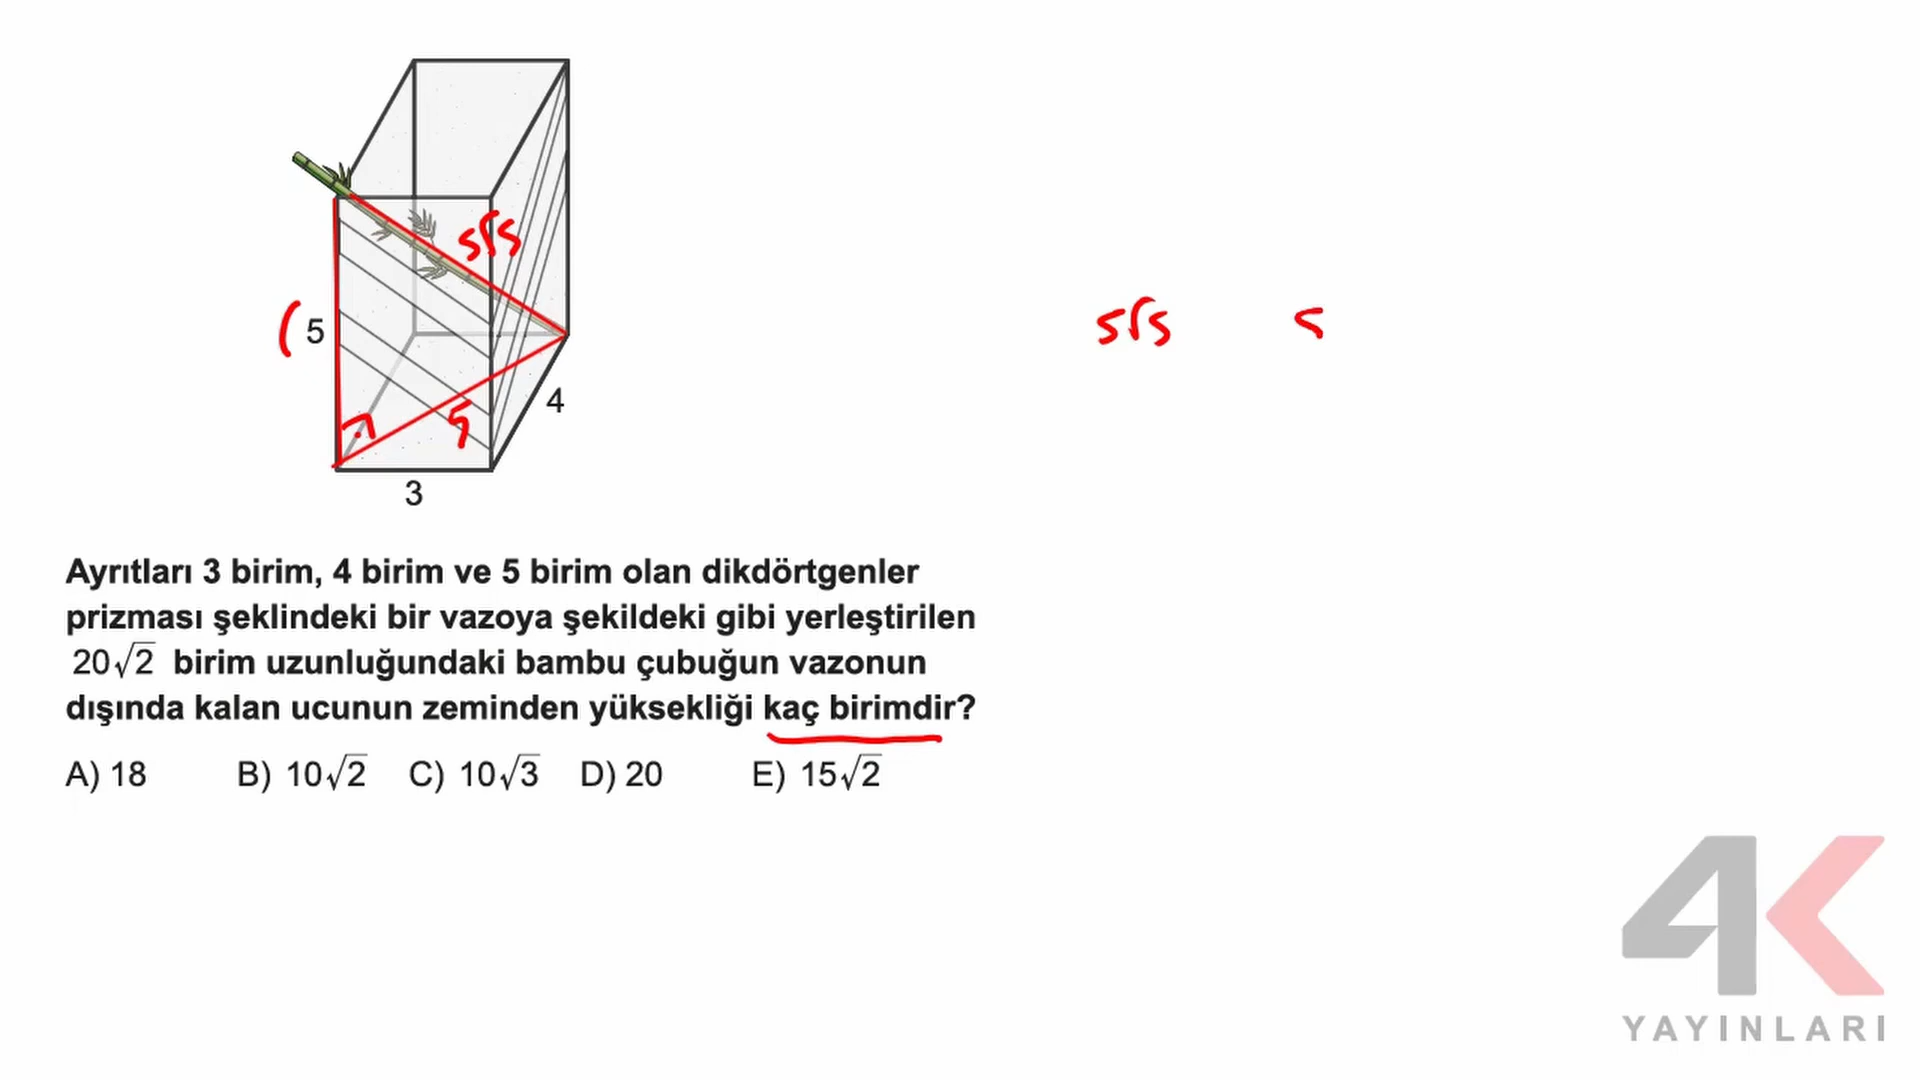 5√5
5√5 5
(5
4
5
3
Ayrıtları 3 birim, 4 birim ve 5 birim olan dikdörtgenler
prizması şeklindeki bir vazoya şekildeki gibi yerleştirilen
20√2 birim uzunluğundaki bambu çubuğun vazonun
dışında kalan ucunun zeminden yüksekliği kaç birimdir?
A) 18 B) 10√2 C) 10√3 D) 20 E) 15√2
4K
YAYINLARI